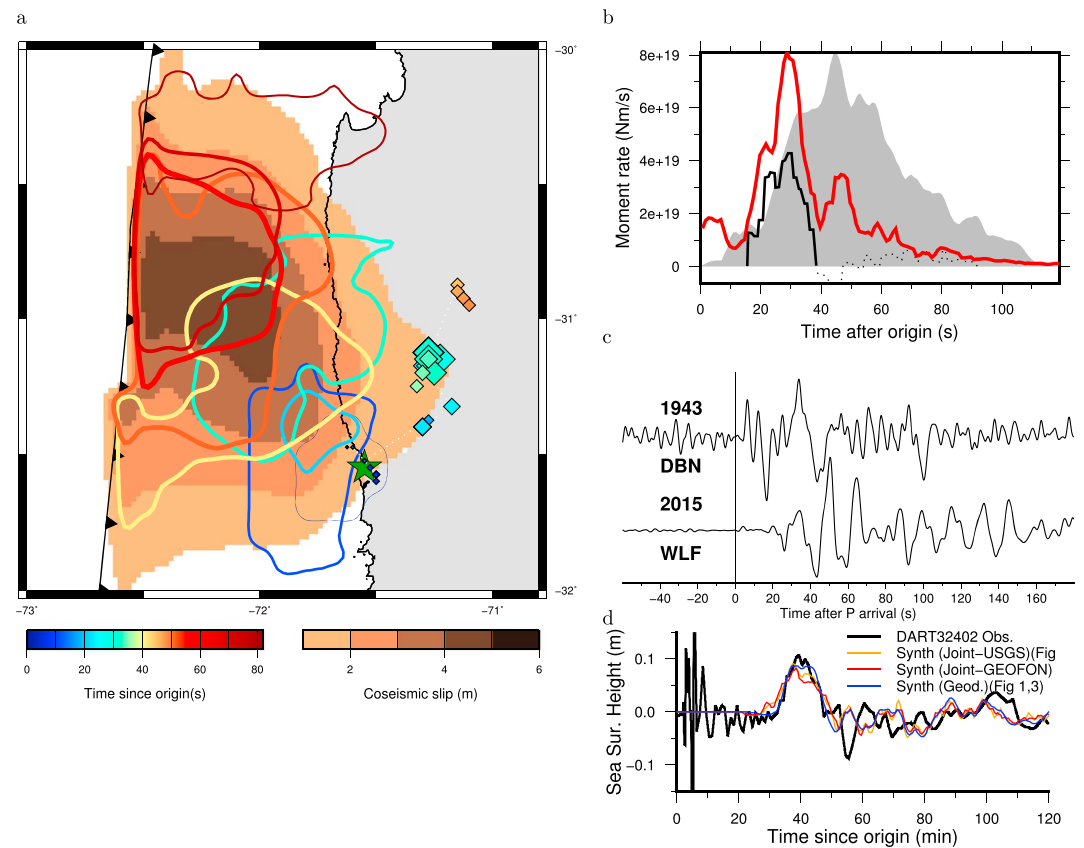 a
−30˚
−31˚
−32˚
−73˚
−72˚
−71˚
0
20
40
60
80
Time since origin(s)
2
4
6
Coseismic slip (m)
b
8e+19
6e+19
4e+19
2e+19
0
Moment rate (Nm/s)
0
20
40
60
80
100
Time after origin (s)
c
1943
DBN
2015
WLF
−40
−20
0
20
40
60
80
100
120
140
160
Time after P arrival (s)
d
DART32402 Obs.
Synth (Joint−USGS)(Fig
Synth (Joint−GEOFON)
Synth (Geod.)(Fig 1,3)
0.1
0.0
−0.1
Sea Sur. Height (m)
0
20
40
60
80
100
120
Time since origin (min)